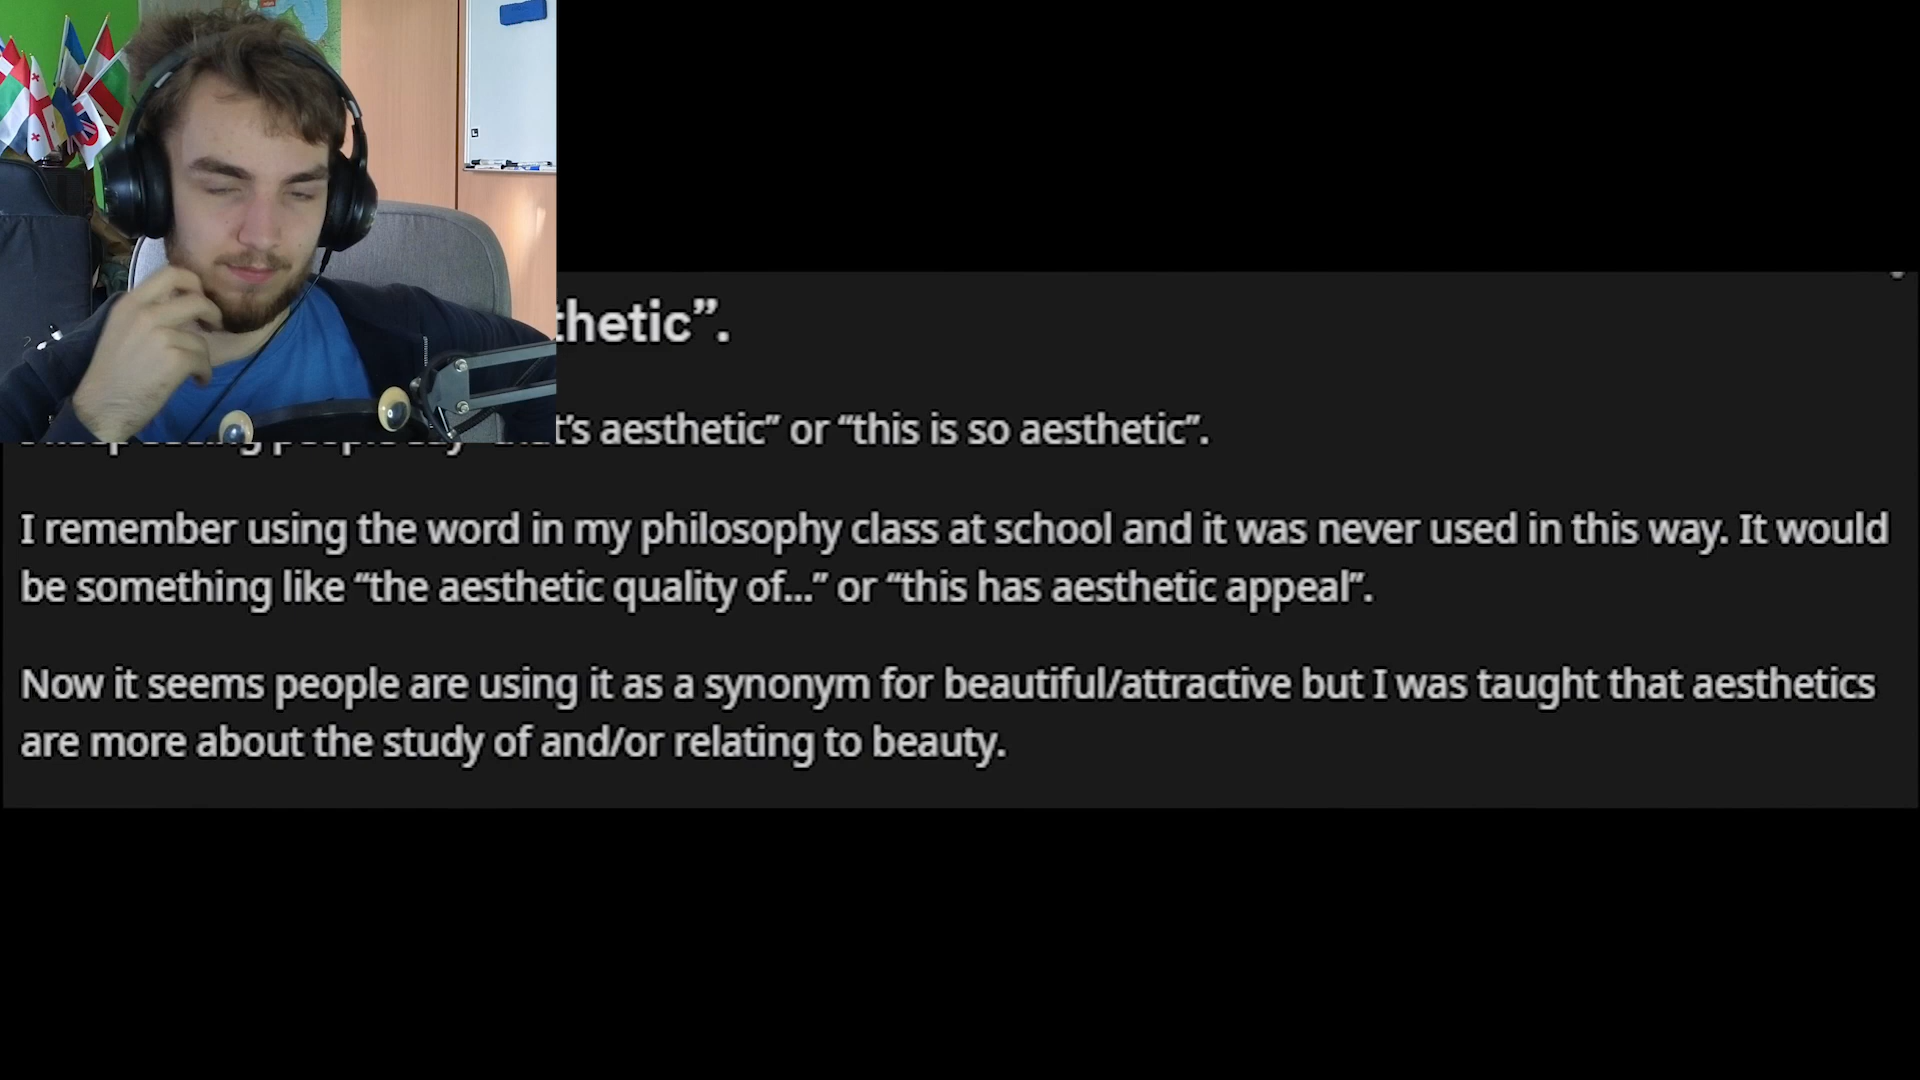 thetic”.
t’s aesthetic” or “this is so aesthetic”.
I remember using the word in my philosophy class at school and it was never used in this way. It would
be something like “the aesthetic quality of...” or “this has aesthetic appeal”.
Now it seems people are using it as a synonym for beautiful/attractive but I was taught that aesthetics
are more about the study of and/or relating to beauty.